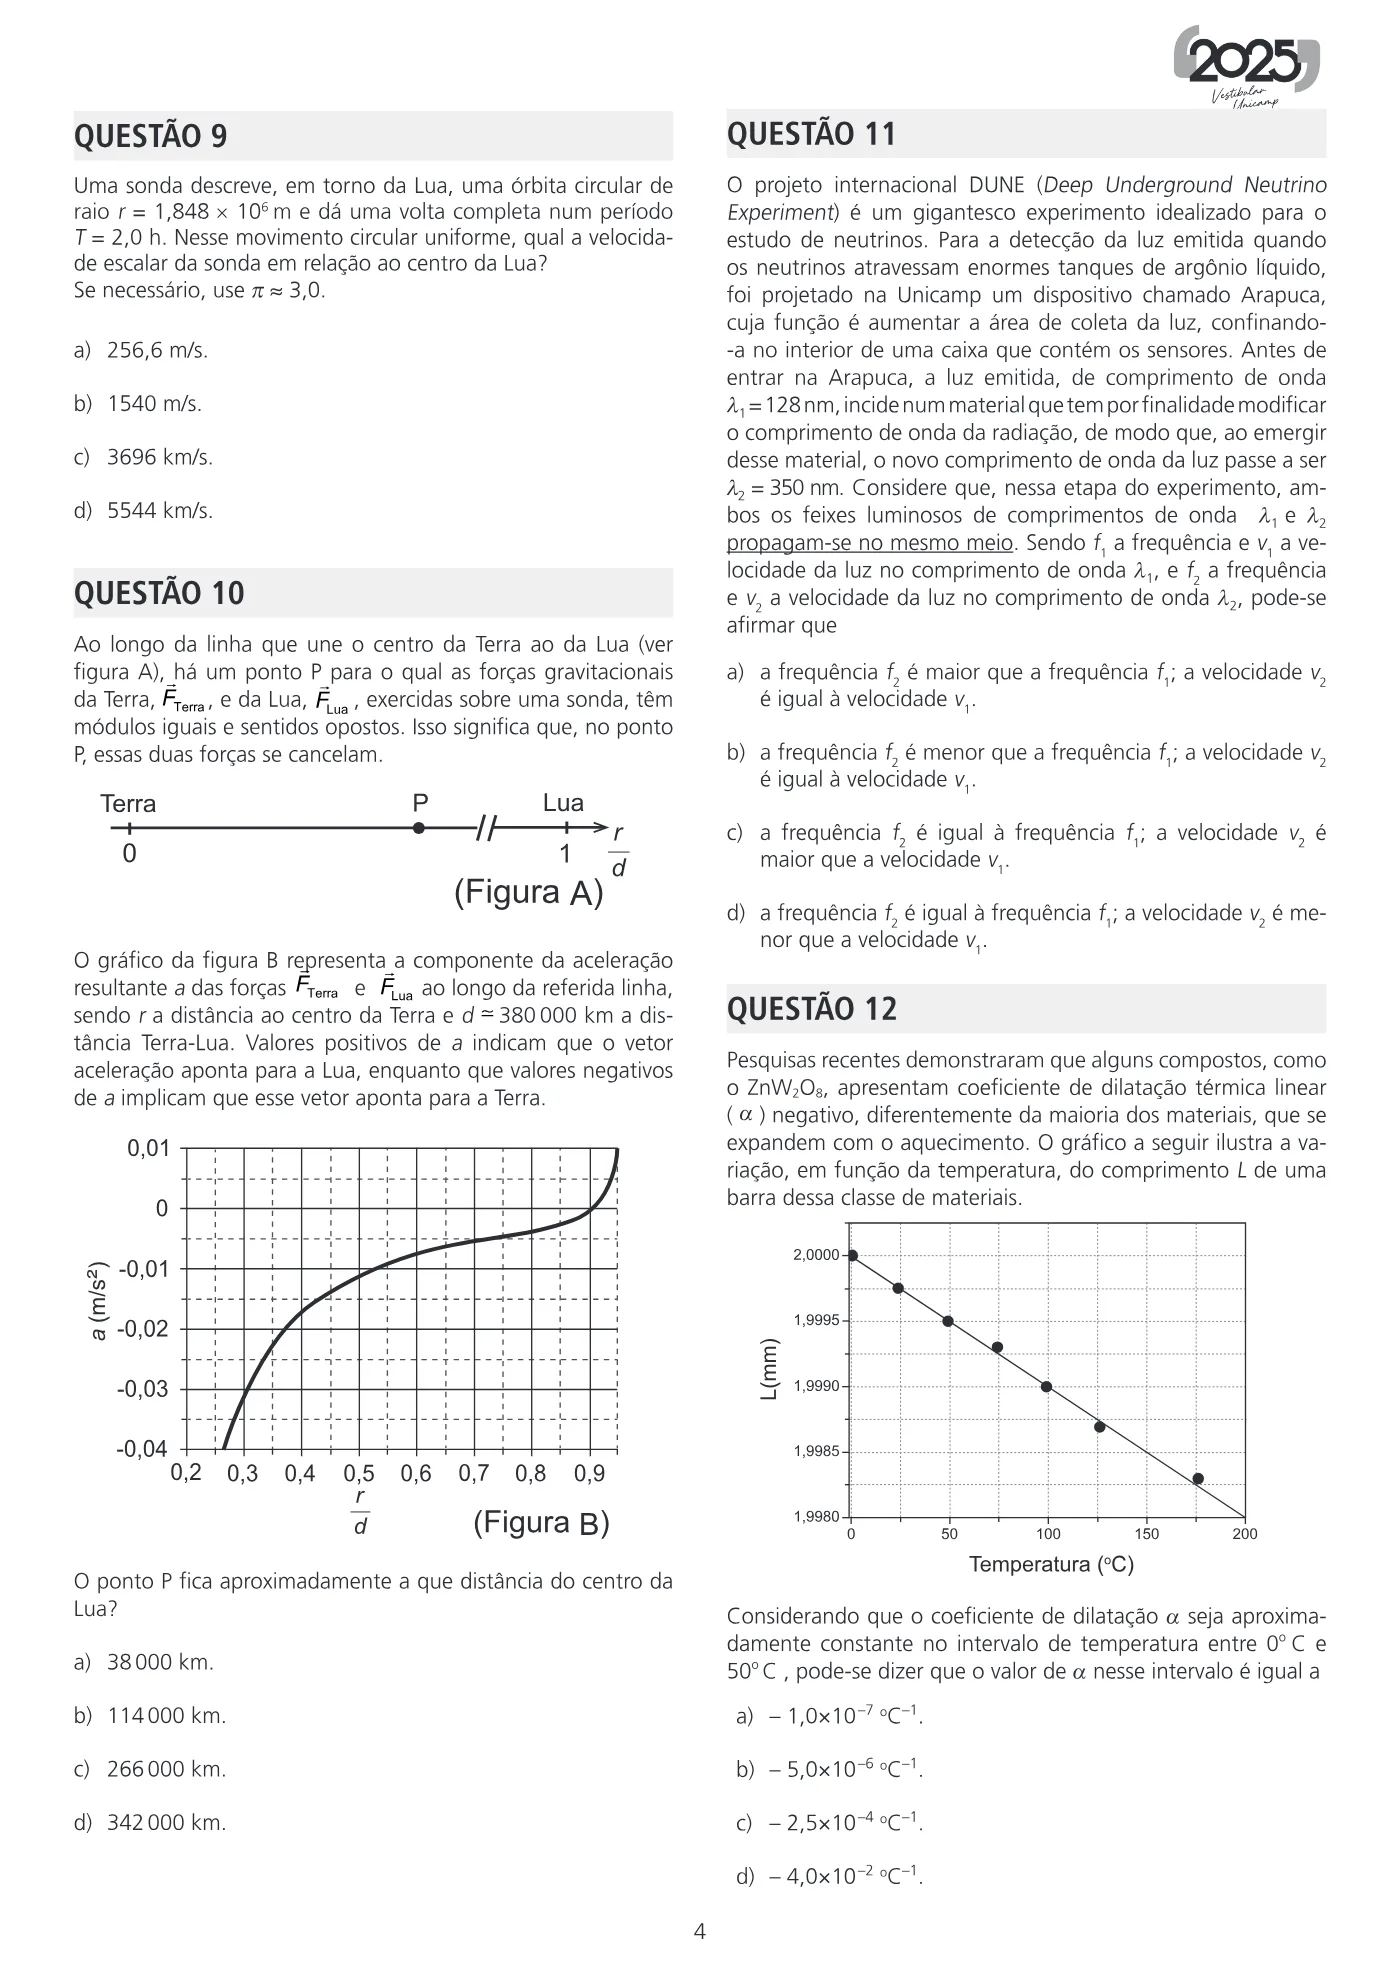 2025
Vestibular
Unicamp
QUESTÃO 9
Uma sonda descreve, em torno da Lua, uma órbita circular de
raio r = 1,848 × 10⁶ m e dá uma volta completa num período
T = 2,0 h. Nesse movimento circular uniforme, qual a velocida-
de escalar da sonda em relação ao centro da Lua?
Se necessário, use π ≈ 3,0.
a) 256,6 m/s.
b) 1540 m/s.
c) 3696 km/s.
d) 5544 km/s.
QUESTÃO 10
Ao longo da linha que une o centro da Terra ao da Lua (ver
figura A), há um ponto P para o qual as forças gravitacionais
da Terra, F⃗Terra, e da Lua, F⃗Lua , exercidas sobre uma sonda, têm
módulos iguais e sentidos opostos. Isso significa que, no ponto
P, essas duas forças se cancelam.
Terra P Lua
0 1 r/d
(Figura A)
O gráfico da figura B representa a componente da aceleração
resultante a das forças F⃗Terra e F⃗Lua ao longo da referida linha,
sendo r a distância ao centro da Terra e d ≃ 380 000 km a dis-
tância Terra-Lua. Valores positivos de a indicam que o vetor
aceleração aponta para a Lua, enquanto que valores negativos
de a implicam que esse vetor aponta para a Terra.
0,01
0
-0,01
-0,02
-0,03
-0,04
a (m/s²)
0,2 0,3 0,4 0,5 0,6 0,7 0,8 0,9
r/d
(Figura B)
O ponto P fica aproximadamente a que distância do centro da
Lua?
a) 38 000 km.
b) 114 000 km.
c) 266 000 km.
d) 342 000 km.
QUESTÃO 11
O projeto internacional DUNE (Deep Underground Neutrino
Experiment) é um gigantesco experimento idealizado para o
estudo de neutrinos. Para a detecção da luz emitida quando
os neutrinos atravessam enormes tanques de argônio líquido,
foi projetado na Unicamp um dispositivo chamado Arapuca,
cuja função é aumentar a área de coleta da luz, confinando-
-a no interior de uma caixa que contém os sensores. Antes de
entrar na Arapuca, a luz emitida, de comprimento de onda
λ₁ = 128 nm, incide num material que tem por finalidade modificar
o comprimento de onda da radiação, de modo que, ao emergir
desse material, o novo comprimento de onda da luz passe a ser
λ₂ = 350 nm. Considere que, nessa etapa do experimento, am-
bos os feixes luminosos de comprimentos de onda λ₁ e λ₂
propagam-se no mesmo meio. Sendo f₁ a frequência e v₁ a ve-
locidade da luz no comprimento de onda λ₁, e f₂ a frequência
e v₂ a velocidade da luz no comprimento de onda λ₂, pode-se
afirmar que
a) a frequência f₂ é maior que a frequência f₁; a velocidade v₂
é igual à velocidade v₁.
b) a frequência f₂ é menor que a frequência f₁; a velocidade v₂
é igual à velocidade v₁.
c) a frequência f₂ é igual à frequência f₁; a velocidade v₂ é
maior que a velocidade v₁.
d) a frequência f₂ é igual à frequência f₁; a velocidade v₂ é me-
nor que a velocidade v₁.
QUESTÃO 12
Pesquisas recentes demonstraram que alguns compostos, como
o ZnW₂O₈, apresentam coeficiente de dilatação térmica linear
( α ) negativo, diferentemente da maioria dos materiais, que se
expandem com o aquecimento. O gráfico a seguir ilustra a va-
riação, em função da temperatura, do comprimento L de uma
barra dessa classe de materiais.
2,0000
1,9995
1,9990
1,9985
1,9980
L(mm)
0 50 100 150 200
Temperatura (ºC)
Considerando que o coeficiente de dilatação α seja aproxima-
damente constante no intervalo de temperatura entre 0º C e
50º C , pode-se dizer que o valor de α nesse intervalo é igual a
a) – 1,0×10⁻⁷ ºC⁻¹.
b) – 5,0×10⁻⁶ ºC⁻¹.
c) – 2,5×10⁻⁴ ºC⁻¹.
d) – 4,0×10⁻² ºC⁻¹.
4